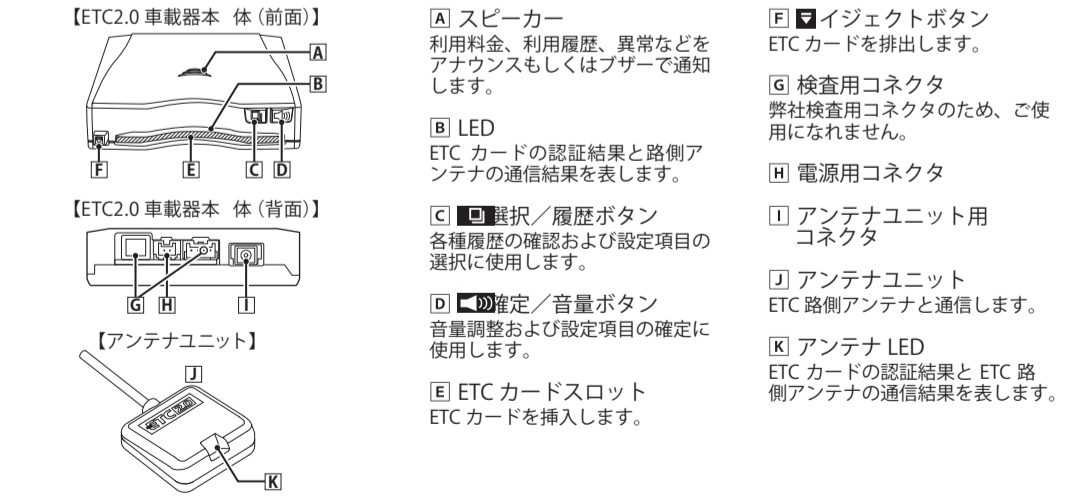 【ETC2.0 車載器本 体（前面）】
A
B
F
E
C
D
【ETC2.0 車載器本 体（背面）】
G
H
I
【アンテナユニット】
J
ETC2.0
K
A スピーカー
利用料金、利用履歴、異常などを
アナウンスもしくはブザーで通知
します。
B LED
ETC カードの認証結果と路側ア
ンテナの通信結果を表します。
C 選択／履歴ボタン
各種履歴の確認および設定項目の
選択に使用します。
D 確定／音量ボタン
音量調整および設定項目の確定に
使用します。
E ETC カードスロット
ETC カードを挿入します。
F イジェクトボタン
ETC カードを排出します。
G 検査用コネクタ
弊社検査用コネクタのため、ご使
用になれません。
H 電源用コネクタ
I アンテナユニット用
コネクタ
J アンテナユニット
ETC 路側アンテナと通信します。
K アンテナ LED
ETC カードの認証結果と ETC 路
側アンテナの通信結果を表します。